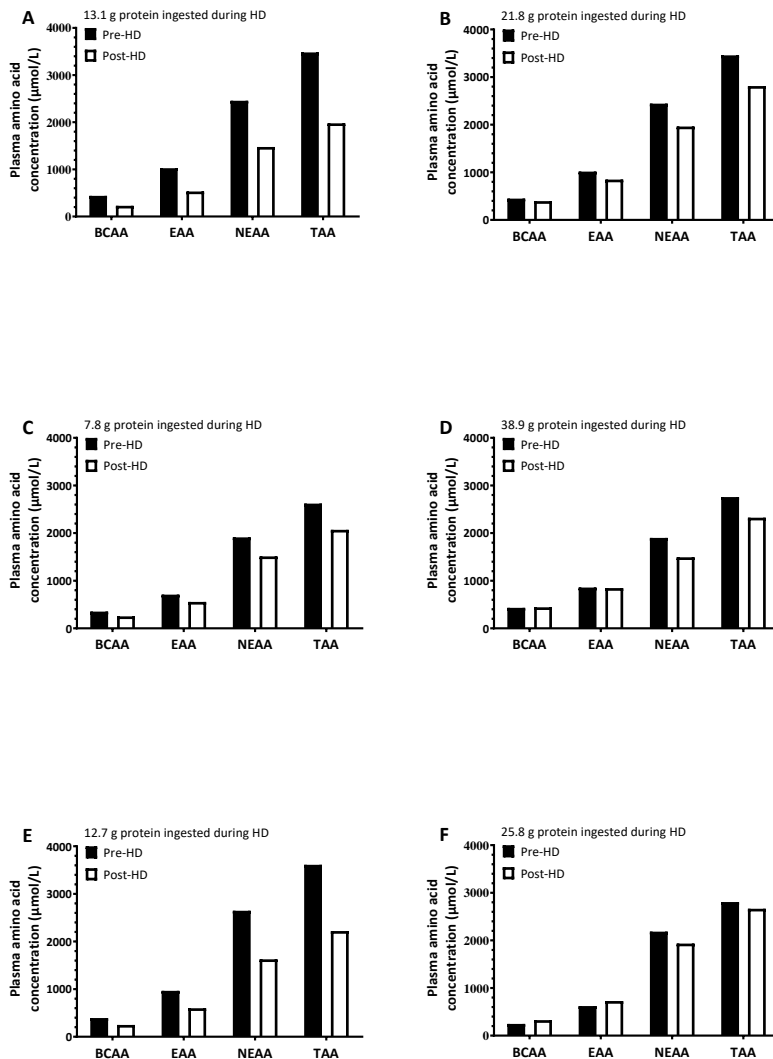 A
13.1 g protein ingested during HD
Pre-HD
Post-HD
Plasma amino acid
concentration (µmol/L)
4000
3000
2000
1000
0
BCAA EAA NEAA TAA
B
21.8 g protein ingested during HD
Pre-HD
Post-HD
Plasma amino acid
concentration (µmol/L)
4000
3000
2000
1000
0
BCAA EAA NEAA TAA
C
7.8 g protein ingested during HD
Pre-HD
Post-HD
Plasma amino acid
concentration (µmol/L)
4000
3000
2000
1000
0
BCAA EAA NEAA TAA
D
38.9 g protein ingested during HD
Pre-HD
Post-HD
Plasma amino acid
concentration (µmol/L)
4000
3000
2000
1000
0
BCAA EAA NEAA TAA
E
12.7 g protein ingested during HD
Pre-HD
Post-HD
Plasma amino acid
concentration (µmol/L)
4000
3000
2000
1000
0
BCAA EAA NEAA TAA
F
25.8 g protein ingested during HD
Pre-HD
Post-HD
Plasma amino acid
concentration (µmol/L)
4000
3000
2000
1000
0
BCAA EAA NEAA TAA